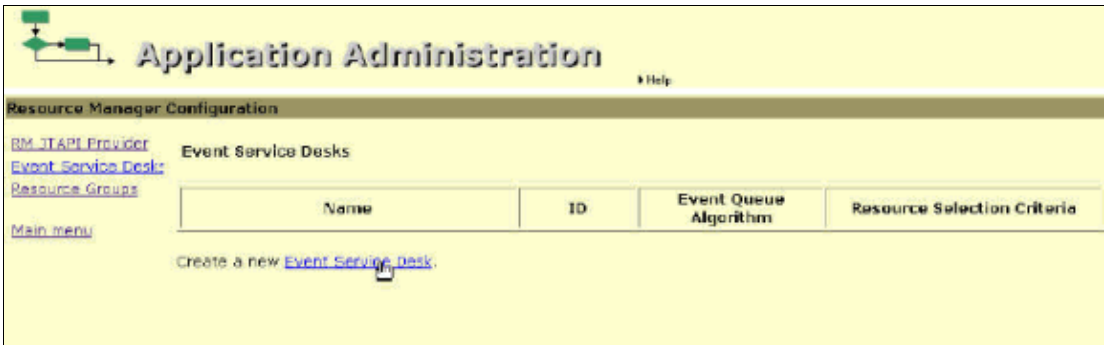 Application Administration
Help
Resource Manager Configuration
RM JTAPI Provider
Event Service Desks
Resource Groups
Main menu
Event Service Desks
Name ID Event Queue Algorithm Resource Selection Criteria
Create a new Event Service Desk.